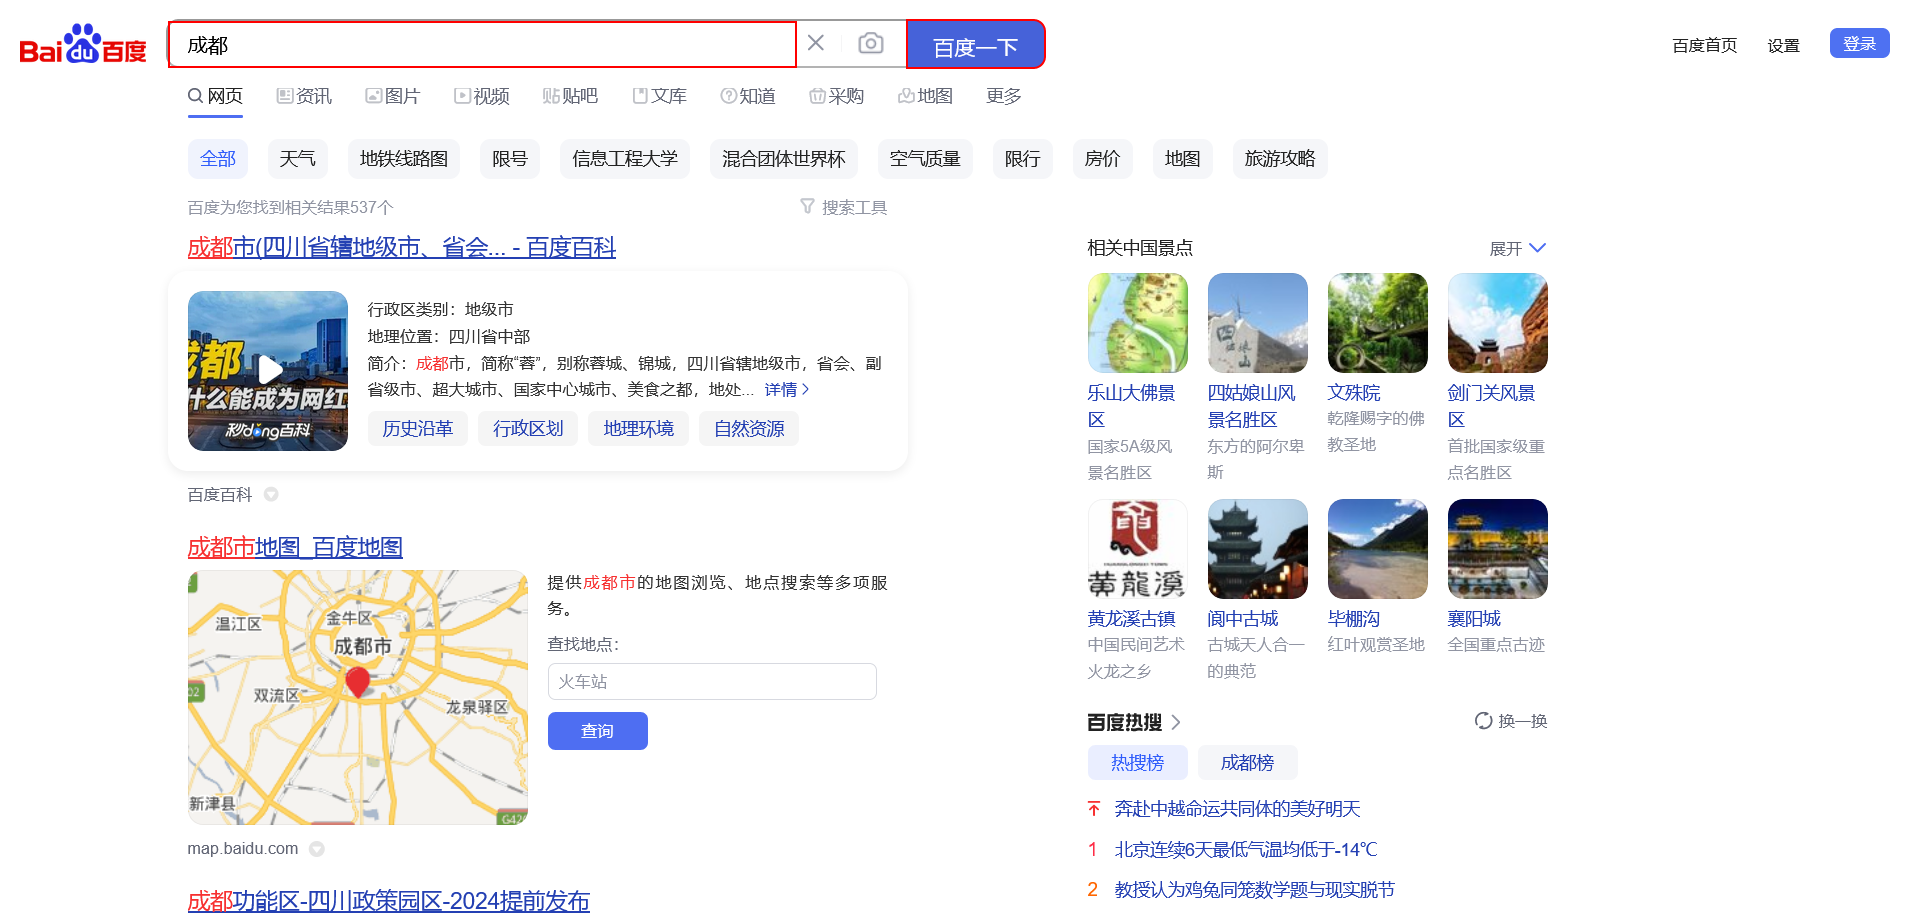 Bai du 百度
成都
百度一下
百度首页 设置 登录
网页 资讯 图片 视频 贴吧 文库 知道 采购 地图 更多
全部 天气 地铁线路图 限号 信息工程大学 混合团体世界杯 空气质量 限行 房价 地图 旅游攻略
百度为您找到相关结果537个 搜索工具
成都市(四川省辖地级市、省会... - 百度百科
成都
什么能成为网红
秒dǒng百科
行政区类别：地级市
地理位置：四川省中部
简介：成都市，简称“蓉”，别称蓉城、锦城，四川省辖地级市，省会、副
省级市、超大城市、国家中心城市、美食之都，地处... 详情
历史沿革 行政区划 地理环境 自然资源
百度百科
成都市地图_百度地图
温江区
金牛区
成都市
双流区
龙泉驿区
新津县
提供成都市的地图浏览、地点搜索等多项服
务。
查找地点：
火车站
查询
map.baidu.com
成都功能区-四川政策园区-2024提前发布
相关中国景点 展开
乐山大佛景
区
国家5A级风
景名胜区
四姑娘山风
景名胜区
东方的阿尔卑
斯
文殊院
乾隆赐字的佛
教圣地
剑门关风景
区
首批国家级重
点名胜区
黄龍溪
黄龙溪古镇
中国民间艺术
火龙之乡
阆中古城
古城天人合一
的典范
毕棚沟
红叶观赏圣地
襄阳城
全国重点古迹
百度热搜 换一换
热搜榜 成都榜
奔赴中越命运共同体的美好明天
1 北京连续6天最低气温均低于-14℃
2 教授认为鸡兔同笼数学题与现实脱节